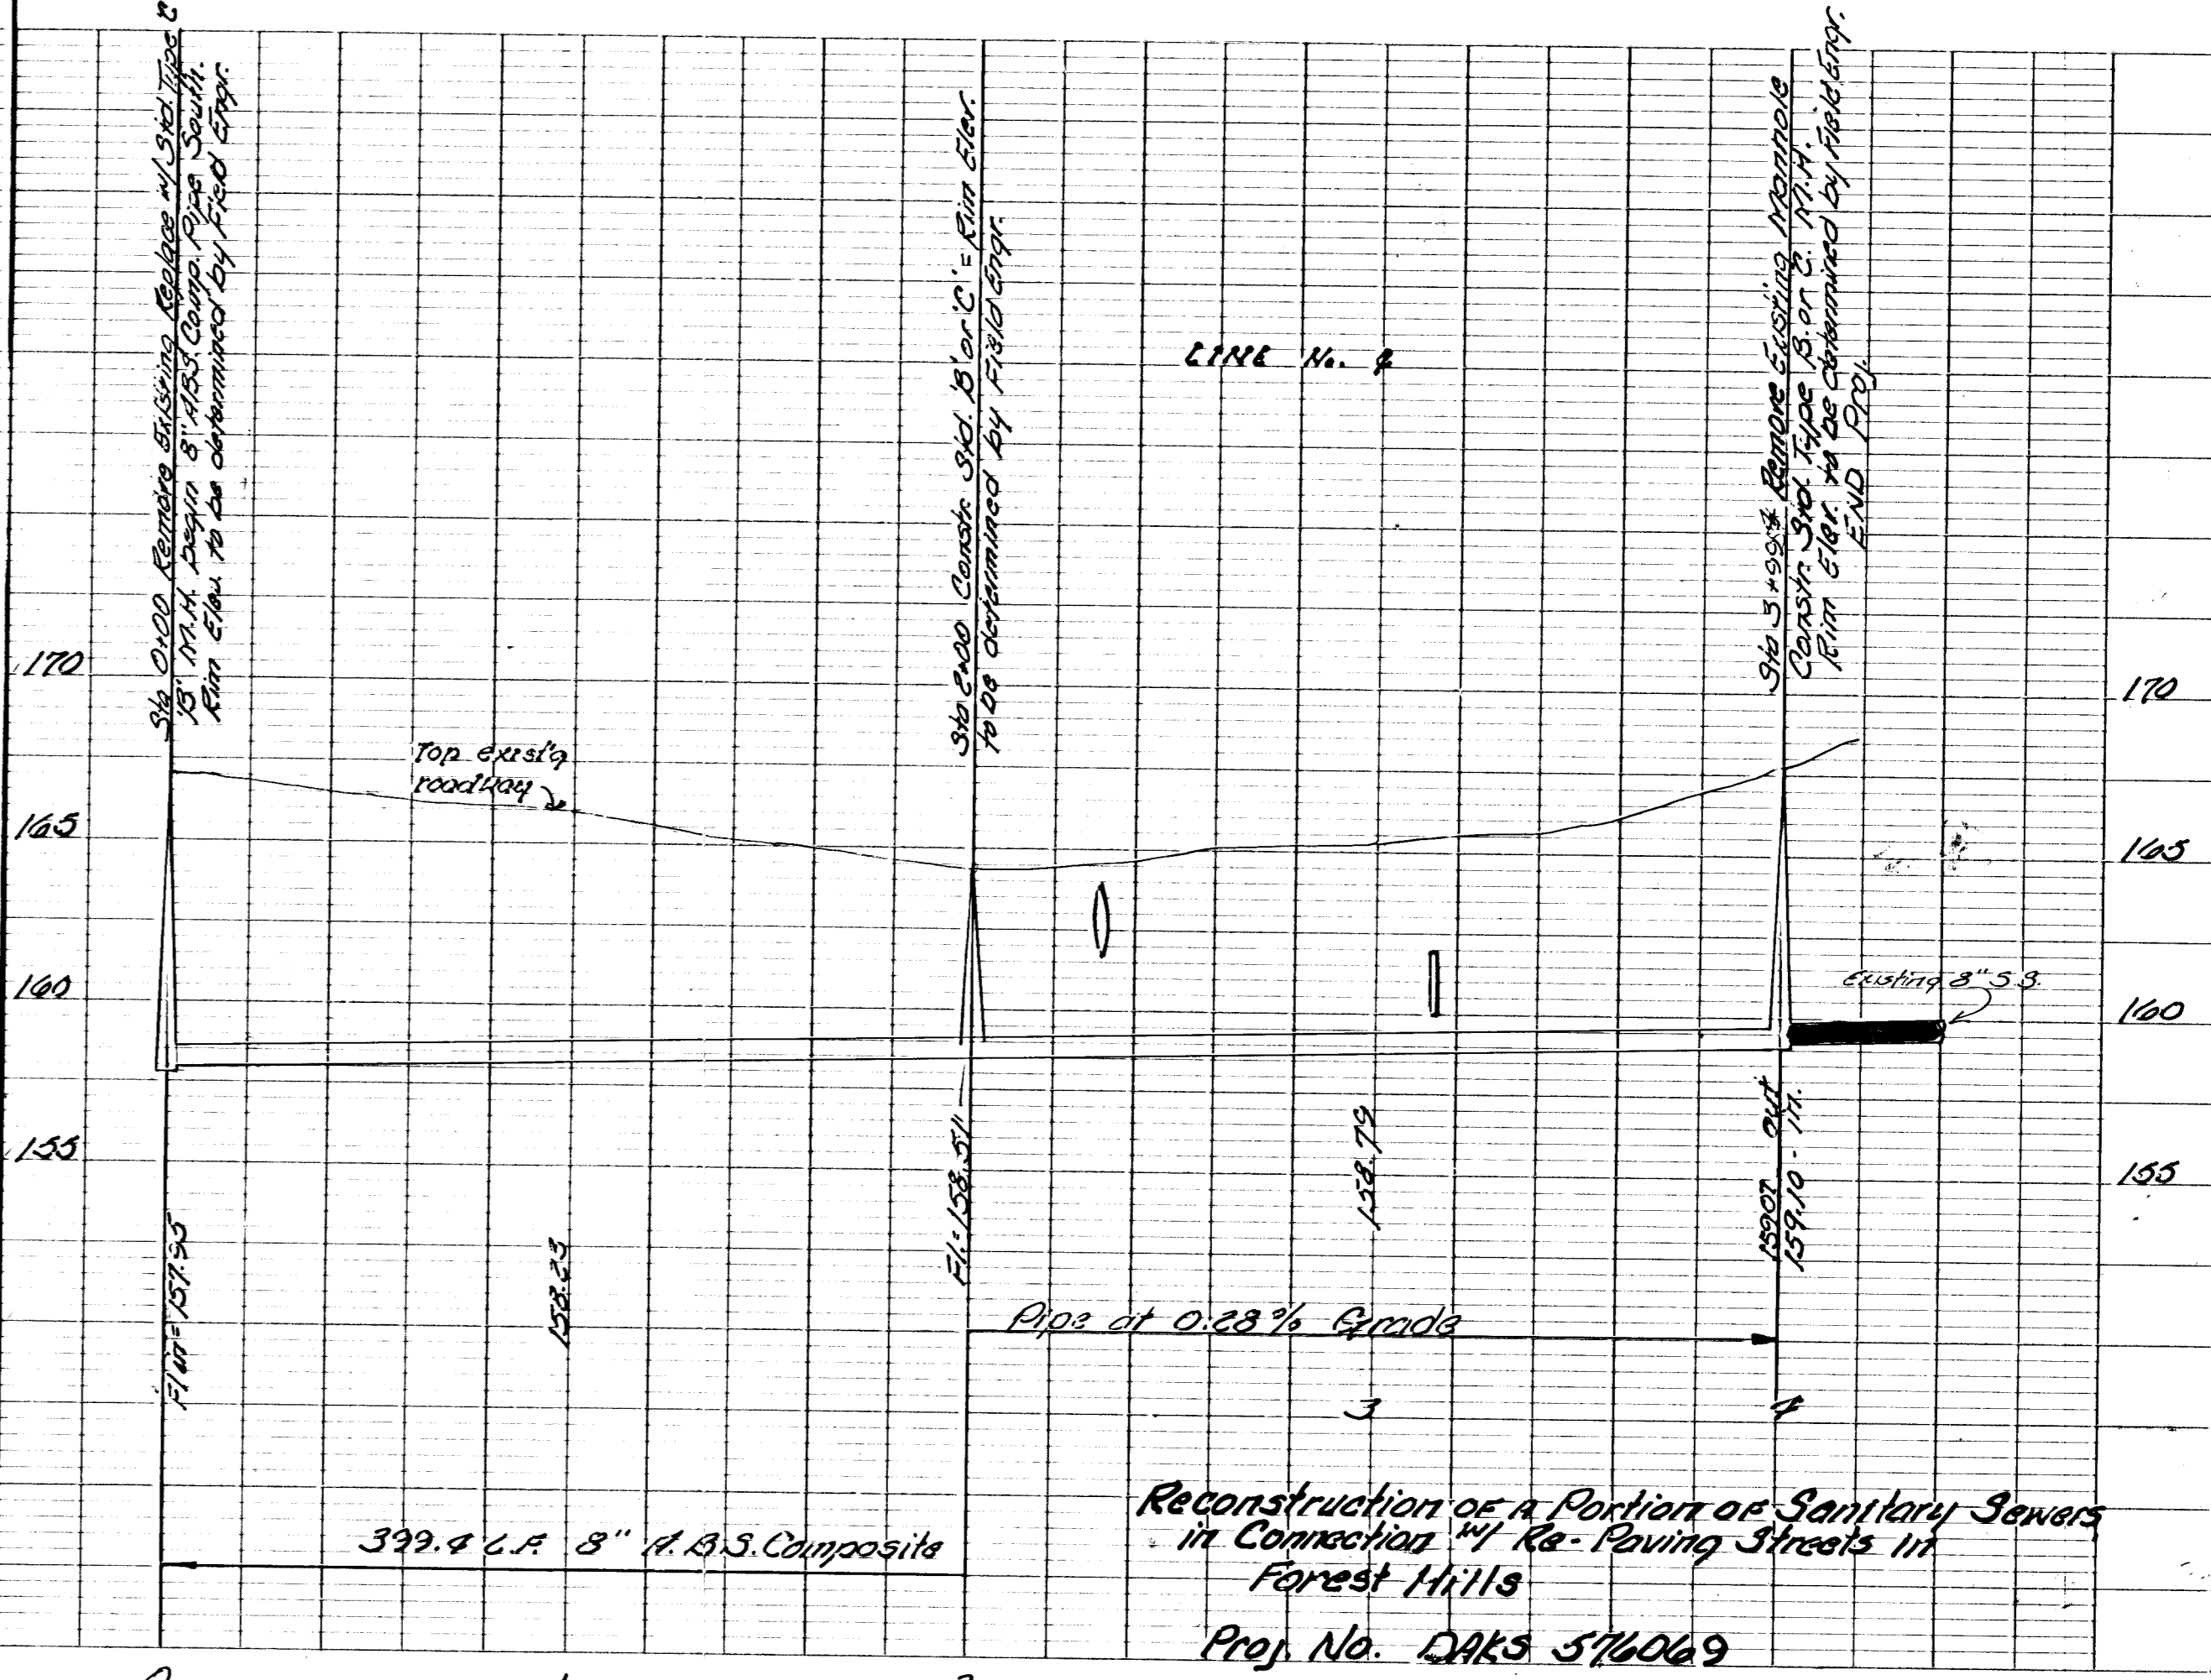 Sta 0+00 Remove Existing Replace w/ Std. Type C
'B' M.H. begin 8" ABS Comp. Pipe South.
Rim Elev. to be determined by Field Engr.
Sta 2+00 Constr. Std. 'B' or 'C' = Rim Elev.
to be determined by Field Engr.
LINE No.
Sta 3+99.4 Remove Existing Manhole
Constr. Std. Type B. or C. M.H.
Rim Elev. to be determined by Field Engr.
END Proj.
170
170
Top exist'g
roadway
165
165
160
Existing 8" S.S.
160
155
155
Fl in = 157.95
158.23
Fl. = 158.51
158.79
159.07 - out
159.10 - in.
Pipe at 0.28 % Grade
3
4
399.4 L.F. 8" A.B.S. Composite
Reconstruction OF A Portion OF Sanitary Sewers
in Connection w/ Re-Paving Streets in
Forest Hills
Proj. No. DAKS 576069